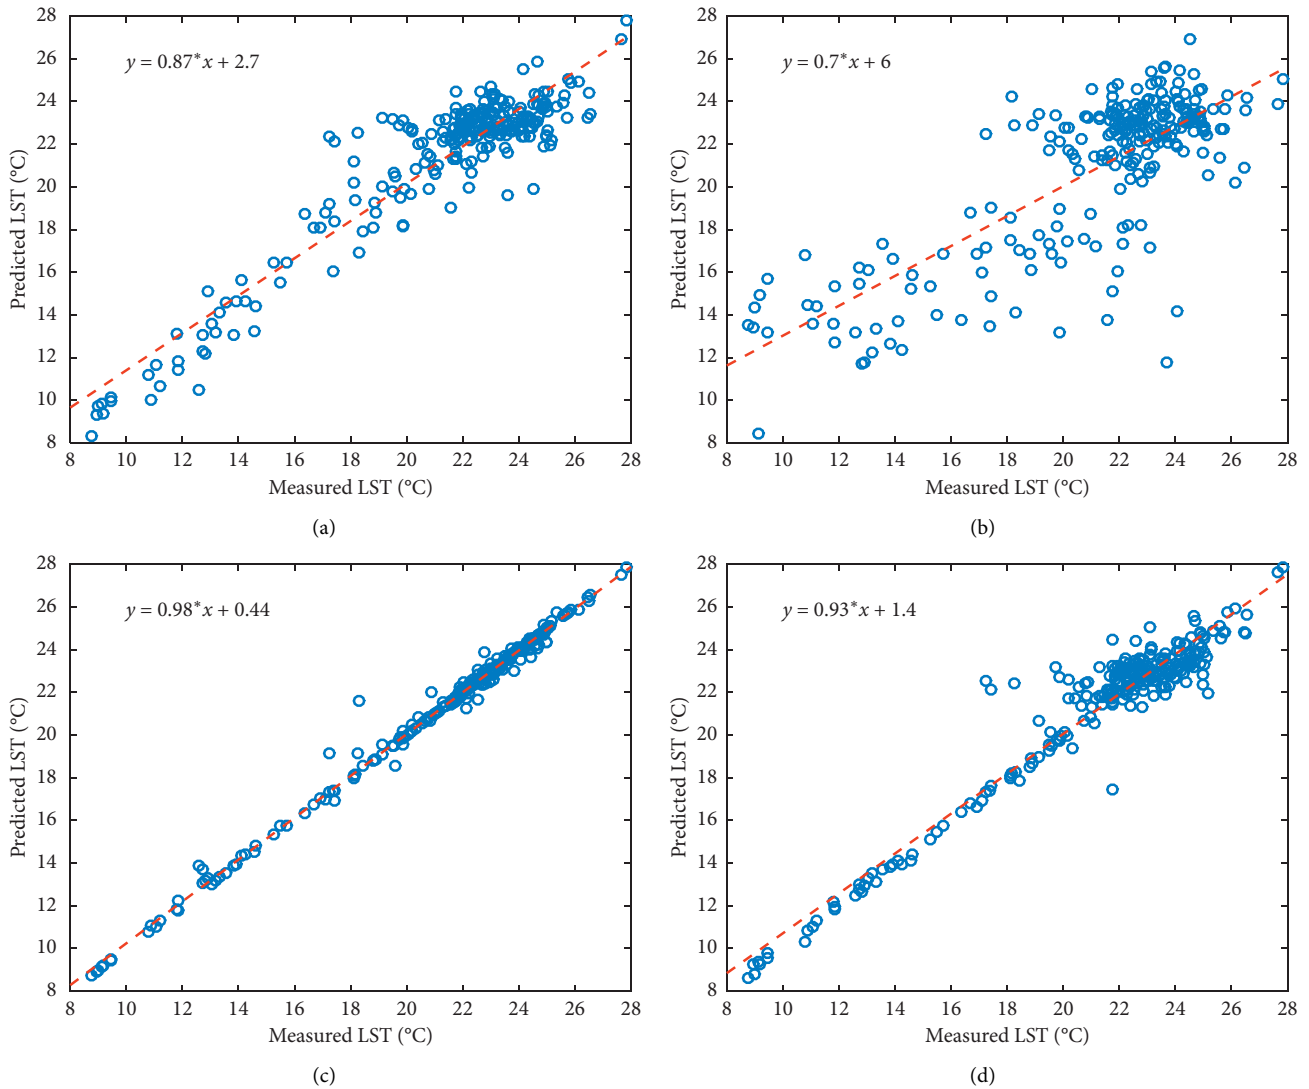 28
26
24
22
20
18
16
14
12
10
8
Predicted LST (°C)
y = 0.87*x + 2.7
8 10 12 14 16 18 20 22 24 26 28
Measured LST (°C)
(a)
28
26
24
22
20
18
16
14
12
10
8
Predicted LST (°C)
y = 0.7*x + 6
8 10 12 14 16 18 20 22 24 26 28
Measured LST (°C)
(b)
28
26
24
22
20
18
16
14
12
10
8
Predicted LST (°C)
y = 0.98*x + 0.44
8 10 12 14 16 18 20 22 24 26 28
Measured LST (°C)
(c)
28
26
24
22
20
18
16
14
12
10
8
Predicted LST (°C)
y = 0.93*x + 1.4
8 10 12 14 16 18 20 22 24 26 28
Measured LST (°C)
(d)